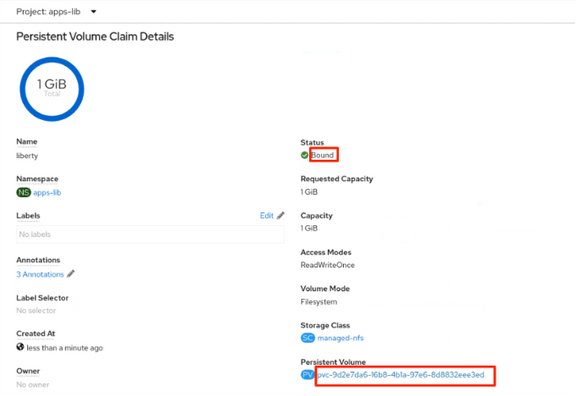 Project: apps-lib
Persistent Volume Claim Details
1 GiB
Total
Name
liberty
Namespace
NS apps-lib
Labels
Edit
No labels
Annotations
3 Annotations
Label Selector
No selector
Created At
less than a minute ago
Owner
No owner
Status
Bound
Requested Capacity
1 GiB
Capacity
1 GiB
Access Modes
ReadWriteOnce
Volume Mode
Filesystem
Storage Class
SC managed-nfs
Persistent Volume
PV pvc-9d2e7da6-16b8-4b1a-97e6-8d8832eee3ed